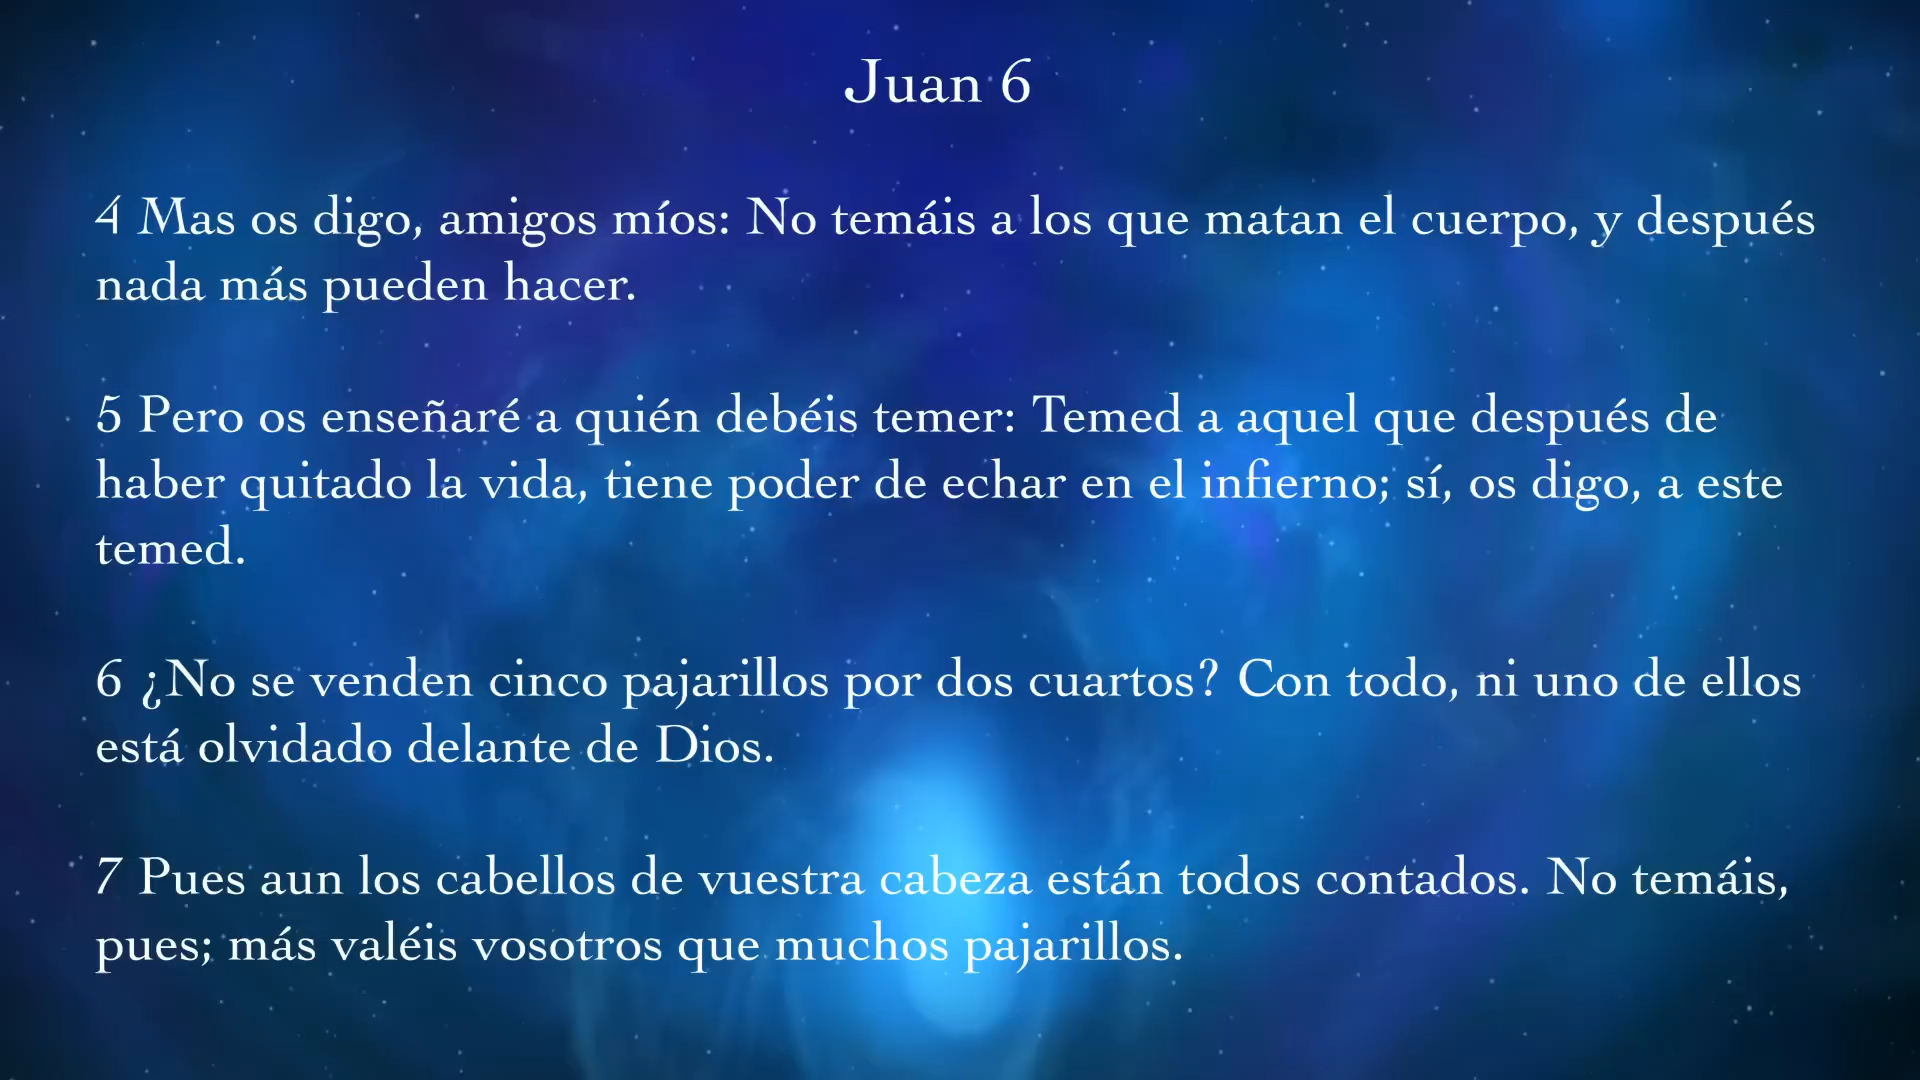 Juan 6
4 Mas os digo, amigos míos: No temáis a los que matan el cuerpo, y después
nada más pueden hacer.
5 Pero os enseñaré a quién debéis temer: Temed a aquel que después de
haber quitado la vida, tiene poder de echar en el infierno; sí, os digo, a este
temed.
6 ¿No se venden cinco pajarillos por dos cuartos? Con todo, ni uno de ellos
está olvidado delante de Dios.
7 Pues aun los cabellos de vuestra cabeza están todos contados. No temáis,
pues; más valéis vosotros que muchos pajarillos.